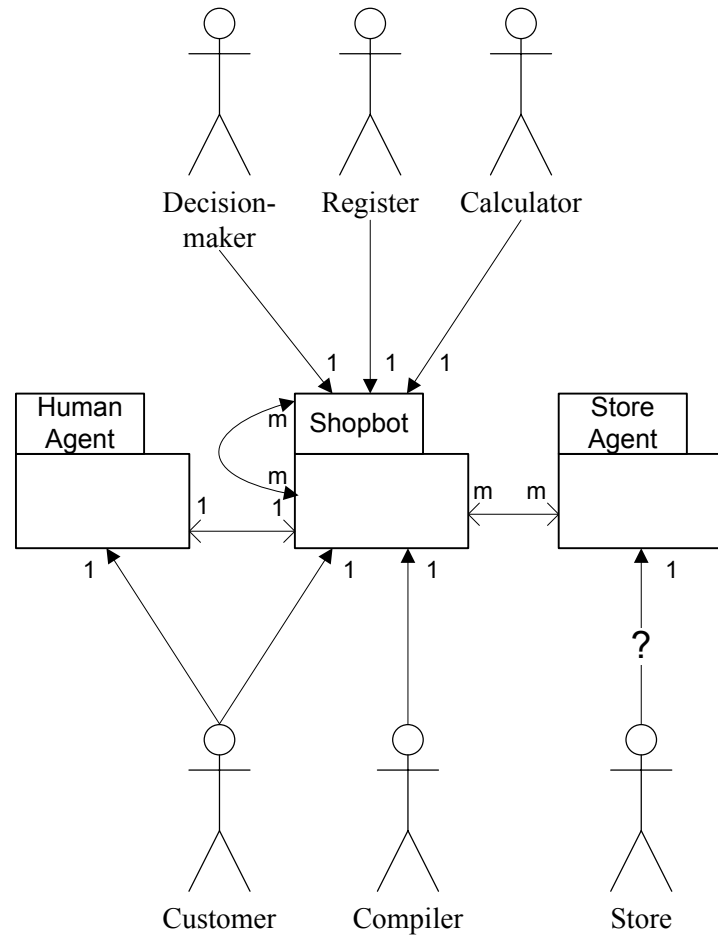 Decision-
maker
Register
Calculator
1
1
1
Human
Agent
m
Shopbot
Store
Agent
m
m
m
1
1
1
1
1
1
?
Customer
Compiler
Store